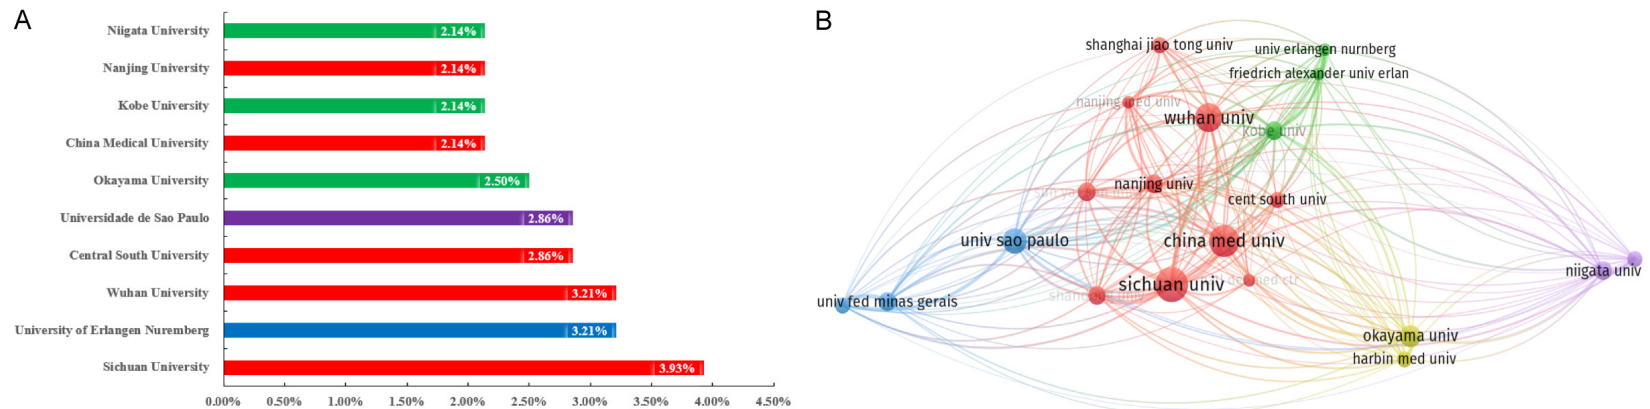 A
Niigata University 2.14%
Nanjing University 2.14%
Kobe University 2.14%
China Medical University 2.14%
Okayama University 2.50%
Universidade de Sao Paulo 2.86%
Central South University 2.86%
Wuhan University 3.21%
University of Erlangen Nuremberg 3.21%
Sichuan University 3.93%
0.00% 0.50% 1.00% 1.50% 2.00% 2.50% 3.00% 3.50% 4.00% 4.50%
B
shanghai jiao tong univ
univ erlangen nurnberg
friedrich alexander univ erlan
nanjing med univ
wuhan univ
kobe univ
nanjing univ
cent south univ
univ sao paulo
china med univ
niigata univ
sichuan univ
univ fed minas gerais
okayama univ
harbin med univ